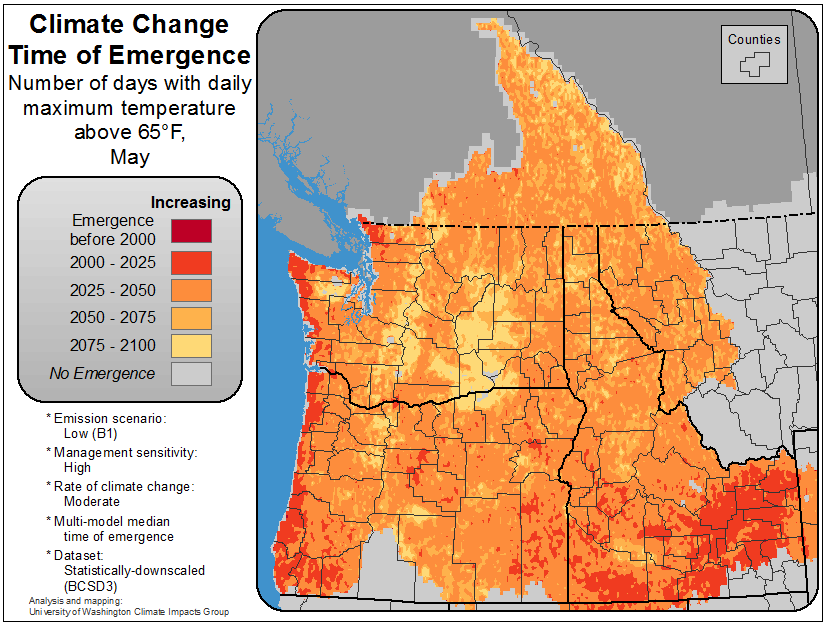 Climate Change
Time of Emergence
Number of days with daily
maximum temperature
above 65°F,
May
Increasing
Emergence
before 2000
2000 - 2025
2025 - 2050
2050 - 2075
2075 - 2100
No Emergence
* Emission scenario:
Low (B1)
* Management sensitivity:
High
* Rate of climate change:
Moderate
* Multi-model median
time of emergence
* Dataset:
Statistically-downscaled
(BCSD3)
Analysis and mapping:
University of Washington Climate Impacts Group
Counties